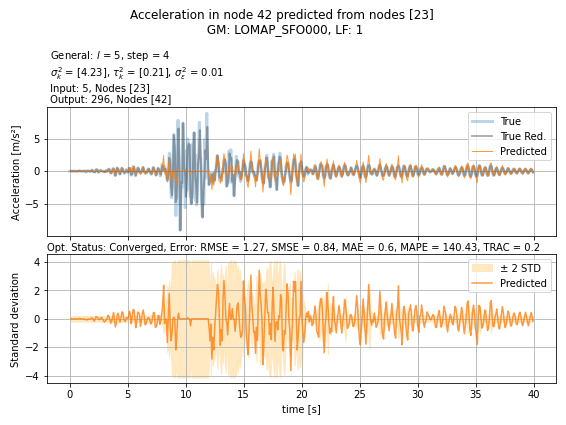 Acceleration in node 42 predicted from nodes [23]
GM: LOMAP_SFO000, LF: 1
General: l = 5, step = 4
σ²ₖ = [4.23], τ²ₖ = [0.21], σ²ε = 0.01
Input: 5, Nodes [23]
Output: 296, Nodes [42]
True
True Red.
Predicted
Acceleration [m/s²]
5
0
−5
Opt. Status: Converged, Error: RMSE = 1.27, SMSE = 0.84, MAE = 0.6, MAPE = 140.43, TRAC = 0.2
± 2 STD
Predicted
Standard deviation
4
2
0
−2
−4
0 5 10 15 20 25 30 35 40
time [s]